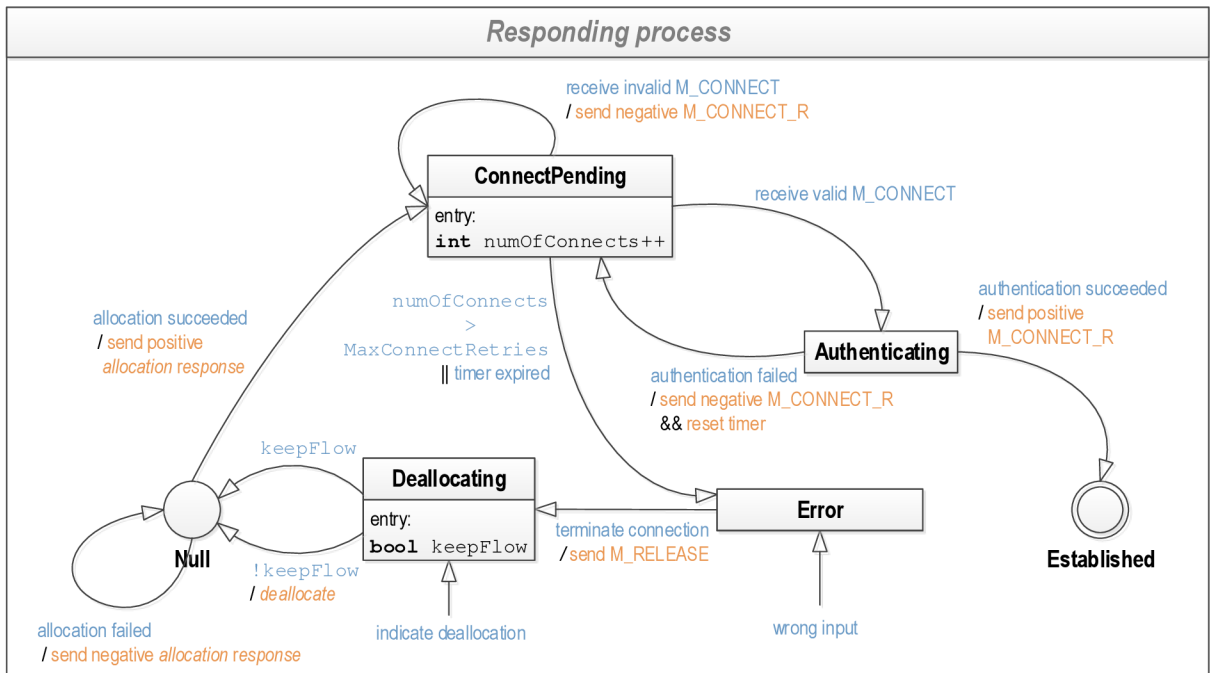 Responding process
receive invalid M_CONNECT
/ send negative M_CONNECT_R
ConnectPending
entry:
int numOfConnects++
receive valid M_CONNECT
allocation succeeded
/ send positive
allocation response
numOfConnects
>
MaxConnectRetries
|| timer expired
authentication succeeded
/ send positive
M_CONNECT_R
Authenticating
authentication failed
/ send negative M_CONNECT_R
&& reset timer
keepFlow
Deallocating
entry:
bool keepFlow
Error
terminate connection
/ send M_RELEASE
Null
Established
!keepFlow
/ deallocate
allocation failed
/ send negative allocation response
indicate deallocation
wrong input